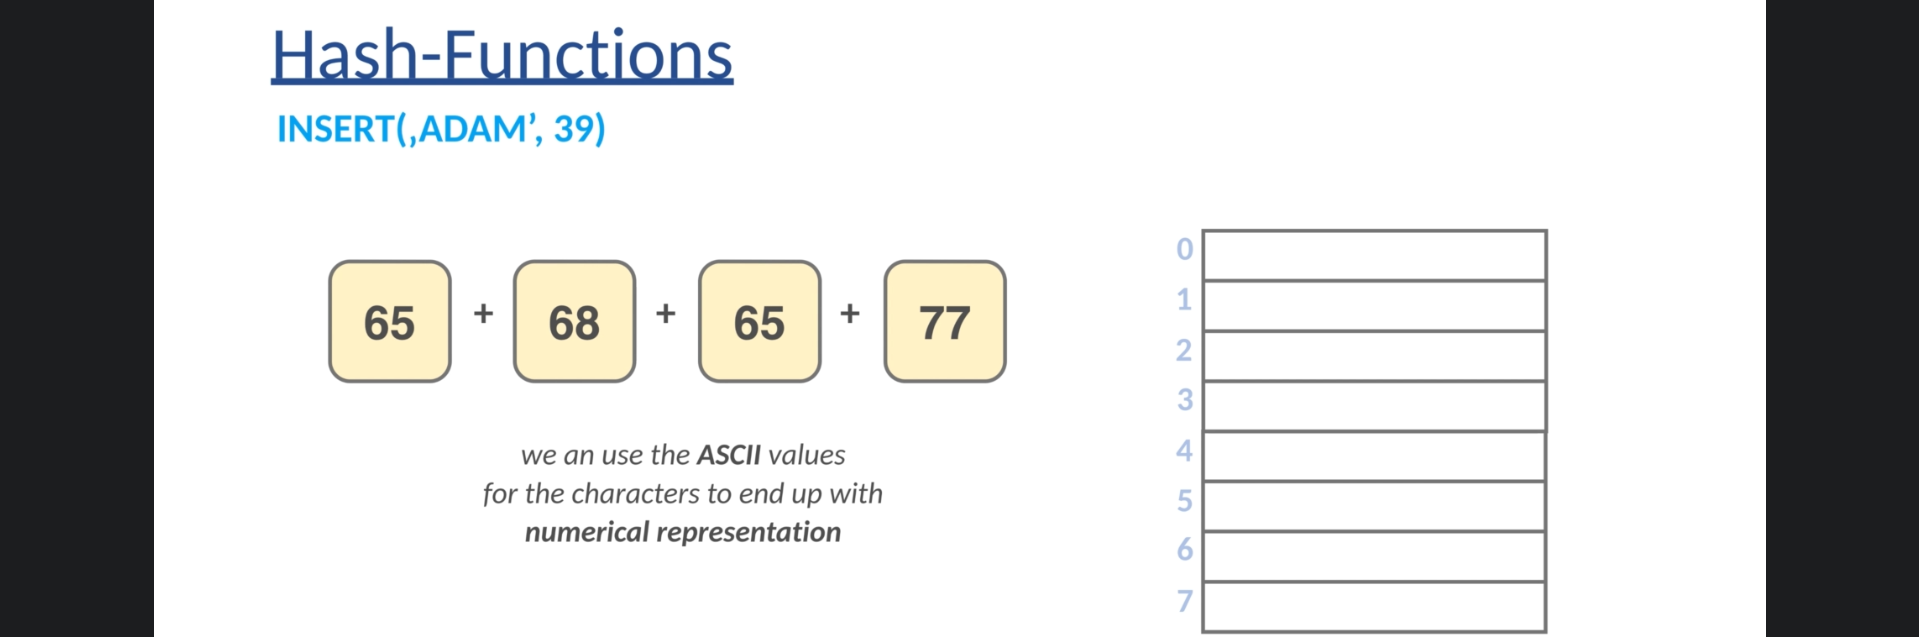 Hash-Functions
INSERT(‚ADAM’, 39)
65 + 68 + 65 + 77
we an use the ASCII values
for the characters to end up with
numerical representation
0
1
2
3
4
5
6
7